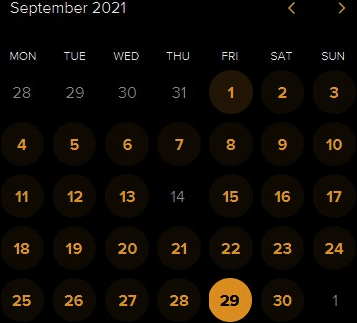 September 2021
MON TUE WED THU FRI SAT SUN
28 29 30 31 1 2 3
4 5 6 7 8 9 10
11 12 13 14 15 16 17
18 19 20 21 22 23 24
25 26 27 28 29 30 1